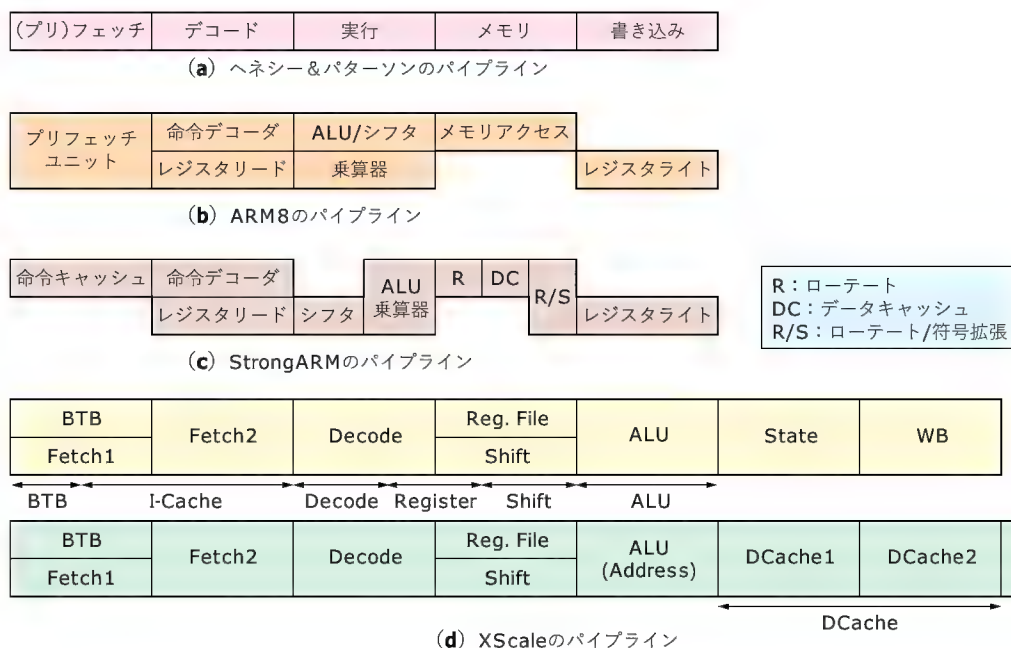 (プリ)フェッチ デコード 実行 メモリ 書き込み
(a) ヘネシー&パターソンのパイプライン
プリフェッチ
ユニット
命令デコーダ ALU/シフタ メモリアクセス
レジスタリード 乗算器 レジスタライト
(b) ARM8のパイプライン
命令キャッシュ 命令デコーダ
レジスタリード シフタ
ALU
乗算器
R DC
R/S
レジスタライト
R:ローテート
DC:データキャッシュ
R/S:ローテート/符号拡張
(c) StrongARMのパイプライン
BTB
Fetch1
Fetch2 Decode
Reg. File
Shift
ALU State WB
BTB I-Cache Decode Register Shift ALU
BTB
Fetch1
Fetch2 Decode
Reg. File
Shift
ALU
(Address)
DCache1 DCache2
DCache
(d) XScaleのパイプライン